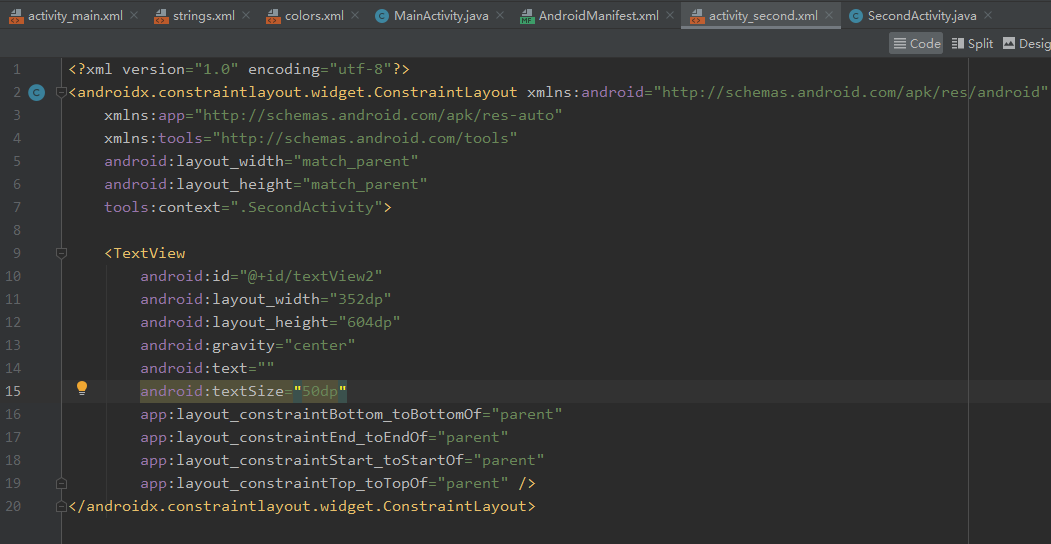 activity_main.xml strings.xml colors.xml MainActivity.java AndroidManifest.xml activity_second.xml SecondActivity.java
Code Split Desig
1 <?xml version="1.0" encoding="utf-8"?>
2 <androidx.constraintlayout.widget.ConstraintLayout xmlns:android="http://schemas.android.com/apk/res/android"
3 xmlns:app="http://schemas.android.com/apk/res-auto"
4 xmlns:tools="http://schemas.android.com/tools"
5 android:layout_width="match_parent"
6 android:layout_height="match_parent"
7 tools:context=".SecondActivity">
8
9 <TextView
10 android:id="@+id/textView2"
11 android:layout_width="352dp"
12 android:layout_height="604dp"
13 android:gravity="center"
14 android:text=""
15 android:textSize="50dp"
16 app:layout_constraintBottom_toBottomOf="parent"
17 app:layout_constraintEnd_toEndOf="parent"
18 app:layout_constraintStart_toStartOf="parent"
19 app:layout_constraintTop_toTopOf="parent" />
20 </androidx.constraintlayout.widget.ConstraintLayout>